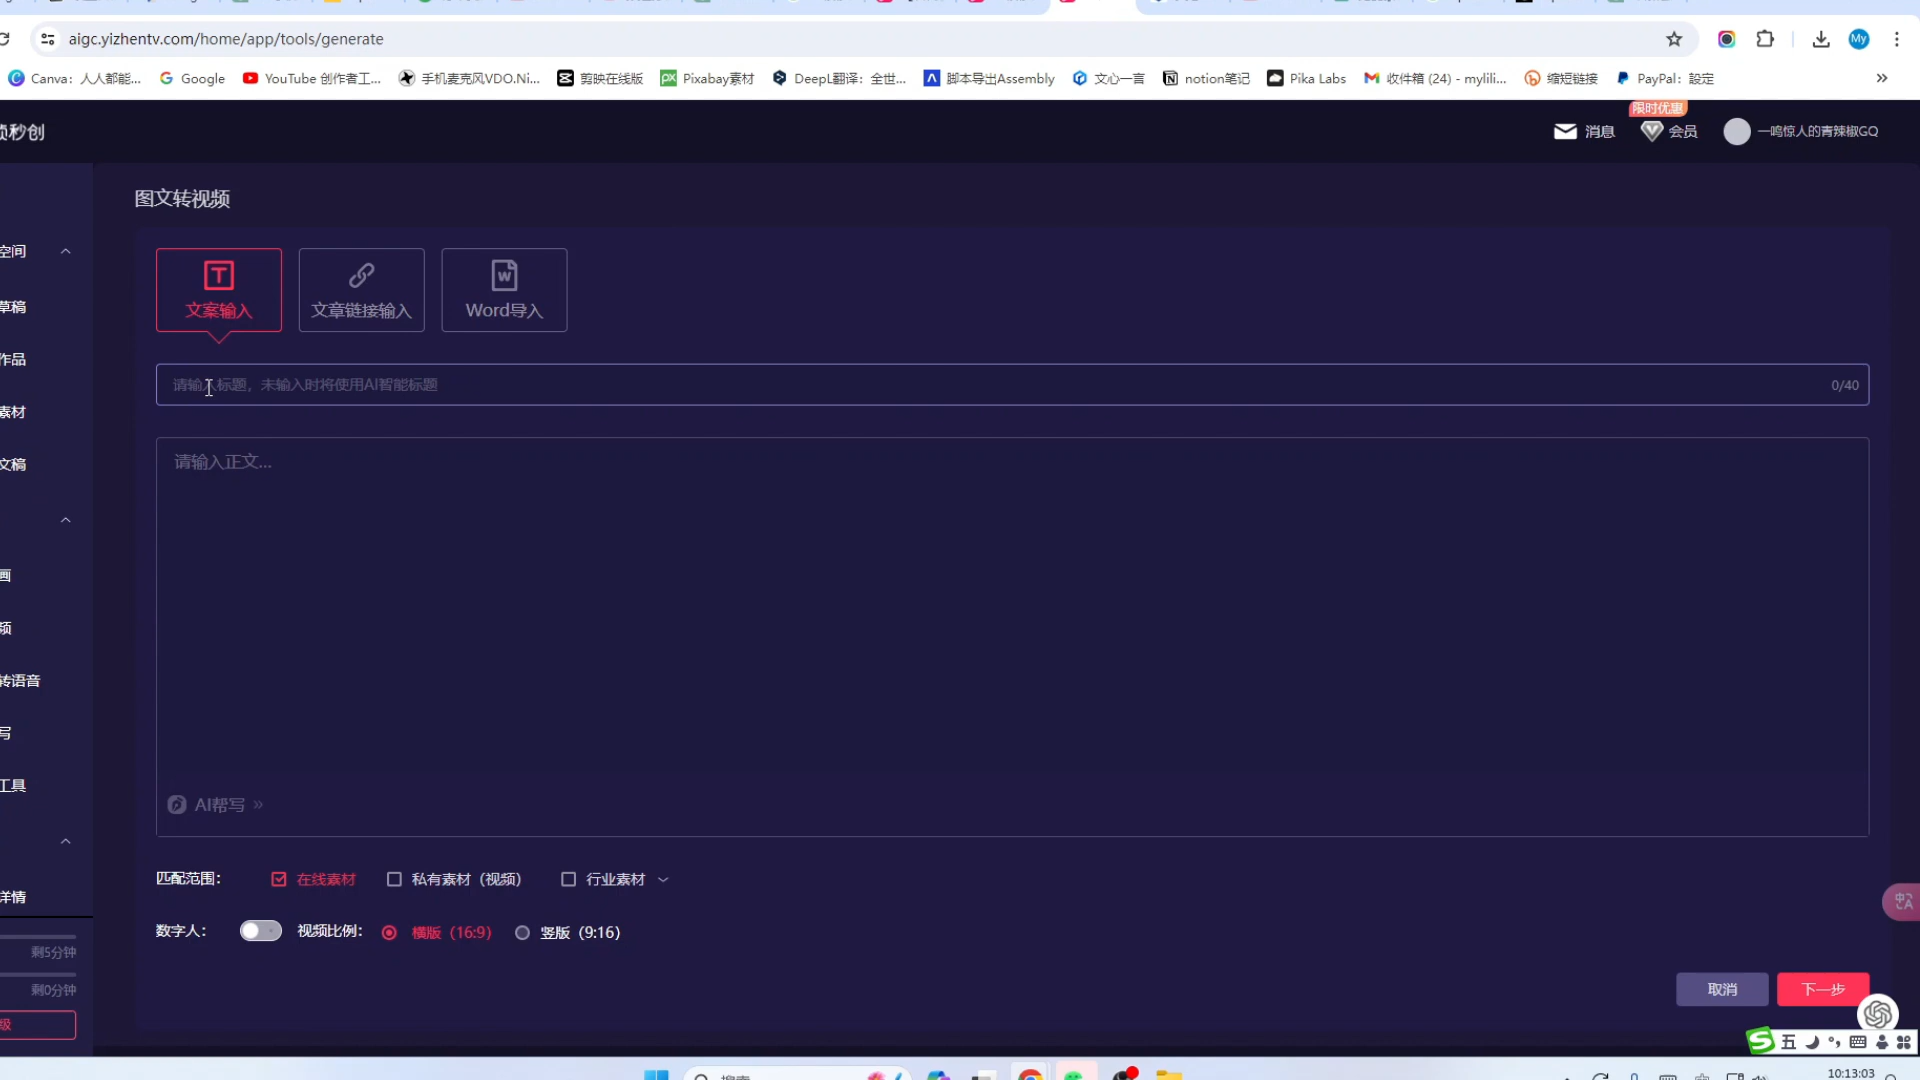 aigc.yizhentv.com/home/app/tools/generate
Canva：人人都能...
Google
YouTube 创作者工...
手机麦克风VDO.Ni...
剪映在线版
Pixabay素材
DeepL翻译：全世...
脚本导出Assembly
文心一言
notion笔记
Pika Labs
收件箱 (24) - mylili...
缩短链接
PayPal：設定
My
秒创
消息
限时优惠
会员
一鸣惊人的青辣椒GQ
空间
草稿
作品
素材
文稿
画
频
转语音
写
工具
详情
剩5分钟
剩0分钟
级
图文转视频
文案输入
文章链接输入
Word导入
请输入标题，未输入时将使用AI智能标题
0/40
请输入正文...
AI帮写 »
匹配范围：
在线素材
私有素材（视频）
行业素材
数字人：
视频比例：
横版（16:9）
竖版（9:16）
取消
下一步
五
搜索
10:13:03